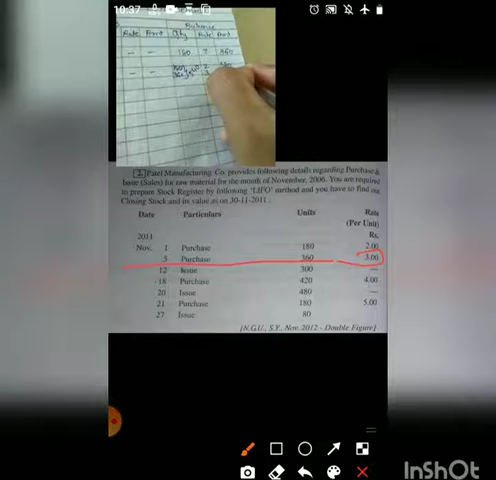 10:37
Balance
Rate Amt Qty Rate Amt
- - 180 2 360
- -
[2.] Patel Manufacturing Co. provides following details regarding Purchase &
Issue (Sales) for raw material for the month of November, 2006. You are required
to prepare Stock Register by following 'LIFO' method and you have to find out
Closing Stock and its value as on 30-11-2011.
Date Particulars Units Rate
(Per Unit)
2011 Rs.
Nov. 1 Purchase 180 2.00
5 Purchase 360 3.00
12 Issue 300 —
18 Purchase 420 4.00
20 Issue 480 —
21 Purchase 180 5.00
27 Issue 80
[N.G.U., S.Y., Nov. 2012 - Double Figure]
InShOt